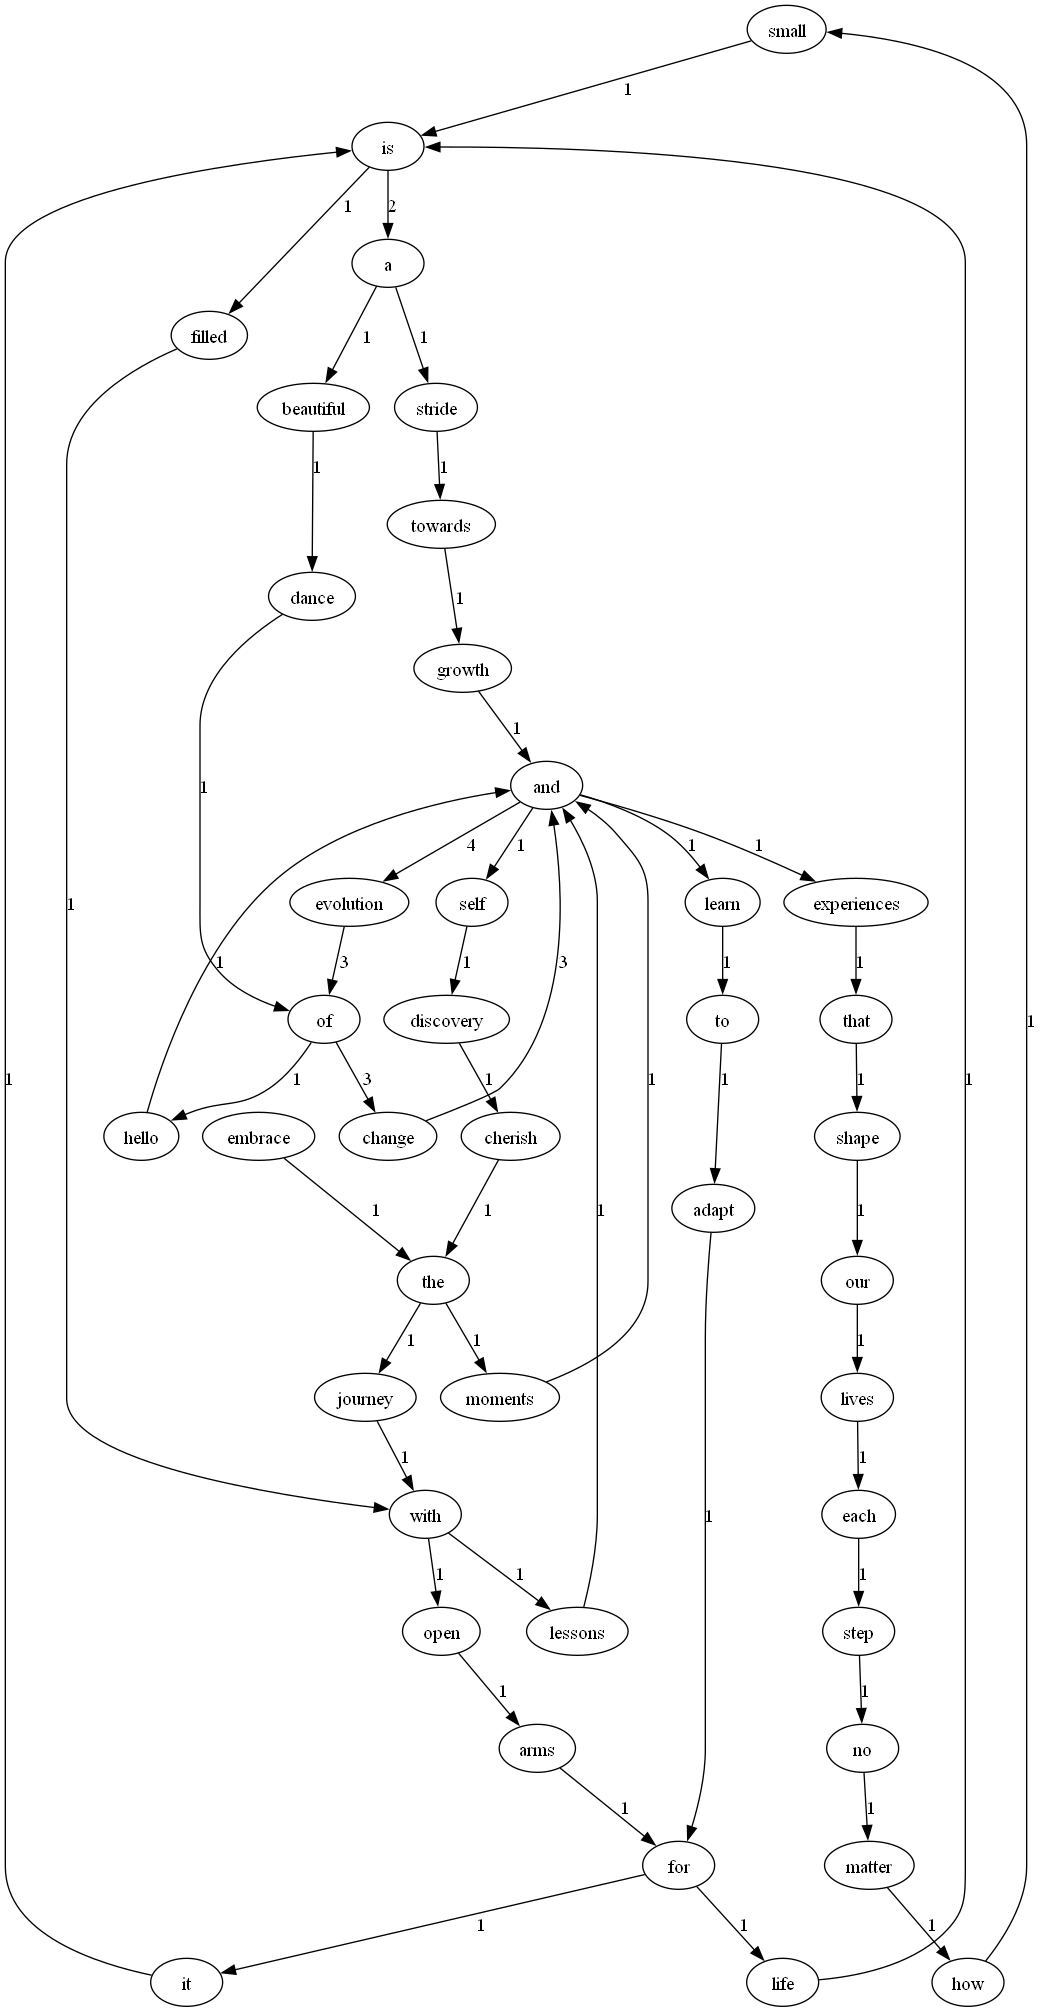 small
1
is
1 2
a
filled
1 1
beautiful stride
1 1
towards
dance
1
growth
1
1
and
4 1 1 1
evolution self learn experiences
1
1 3 1 3 1 1
of discovery to that
1 1 3 1 1 1 1 1
hello embrace change cherish shape
1 1 1 1
adapt
the our
1 1 1
journey moments lives
1 1
with each
1
1 1 1
open lessons step
1 1
arms no
1 1
for matter
1 1 1
it life how